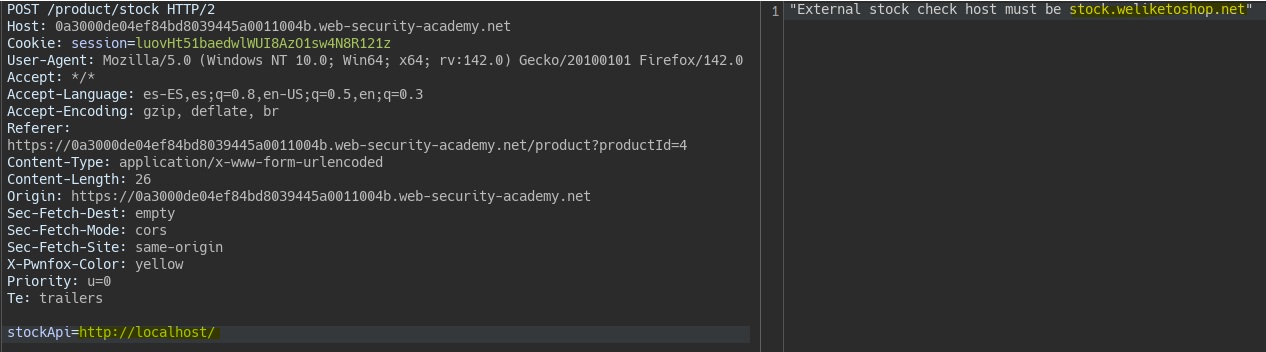 POST /product/stock HTTP/2
Host: 0a3000de04ef84bd8039445a0011004b.web-security-academy.net
Cookie: session=luovHt51baedwlWUI8AzO1sw4N8R121z
User-Agent: Mozilla/5.0 (Windows NT 10.0; Win64; x64; rv:142.0) Gecko/20100101 Firefox/142.0
Accept: */*
Accept-Language: es-ES,es;q=0.8,en-US;q=0.5,en;q=0.3
Accept-Encoding: gzip, deflate, br
Referer:
https://0a3000de04ef84bd8039445a0011004b.web-security-academy.net/product?productId=4
Content-Type: application/x-www-form-urlencoded
Content-Length: 26
Origin: https://0a3000de04ef84bd8039445a0011004b.web-security-academy.net
Sec-Fetch-Dest: empty
Sec-Fetch-Mode: cors
Sec-Fetch-Site: same-origin
X-Pwnfox-Color: yellow
Priority: u=0
Te: trailers
stockApi=http://localhost/
1 "External stock check host must be stock.weliketoshop.net"